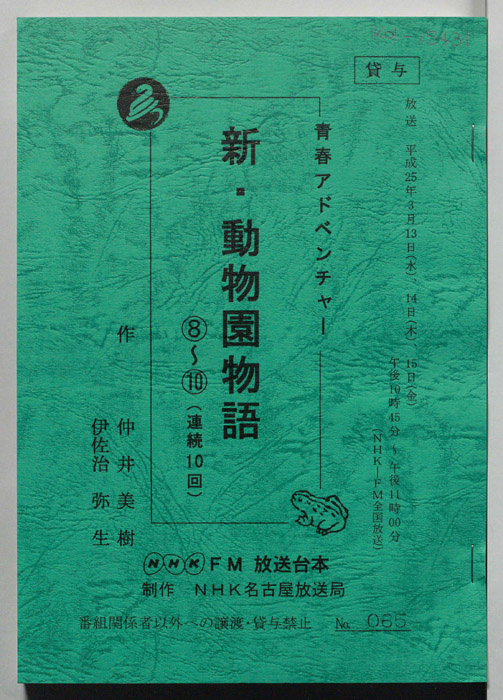 貸与
放送 平成25年3月13日(水)、14日(木)、15日(金)
午後10時45分～午後11時00分
(NHK-FM全国放送)
青春アドベンチャー
新・動物園物語
⑧～⑩(連続10回)
作 仲井美樹
伊佐治弥生
NHK FM 放送台本
制作 NHK名古屋放送局
番組関係者以外への譲渡・貸与禁止 No. 065